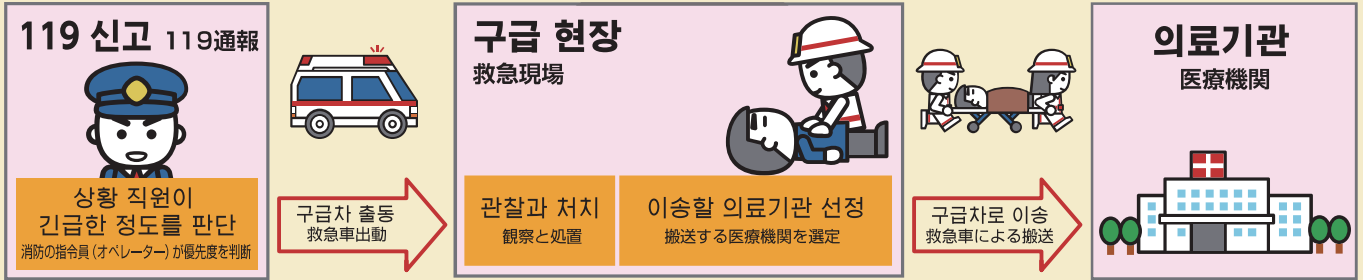 119 신고 119通報
상황 직원이
긴급한 정도를 판단
消防の指令員（オペレーター）が優先度を判断
구급차 출동
救急車出動
구급 현장
救急現場
관찰과 처치
観察と処置
이송할 의료기관 선정
搬送する医療機関を選定
구급차로 이송
救急車による搬送
의료기관
医療機関